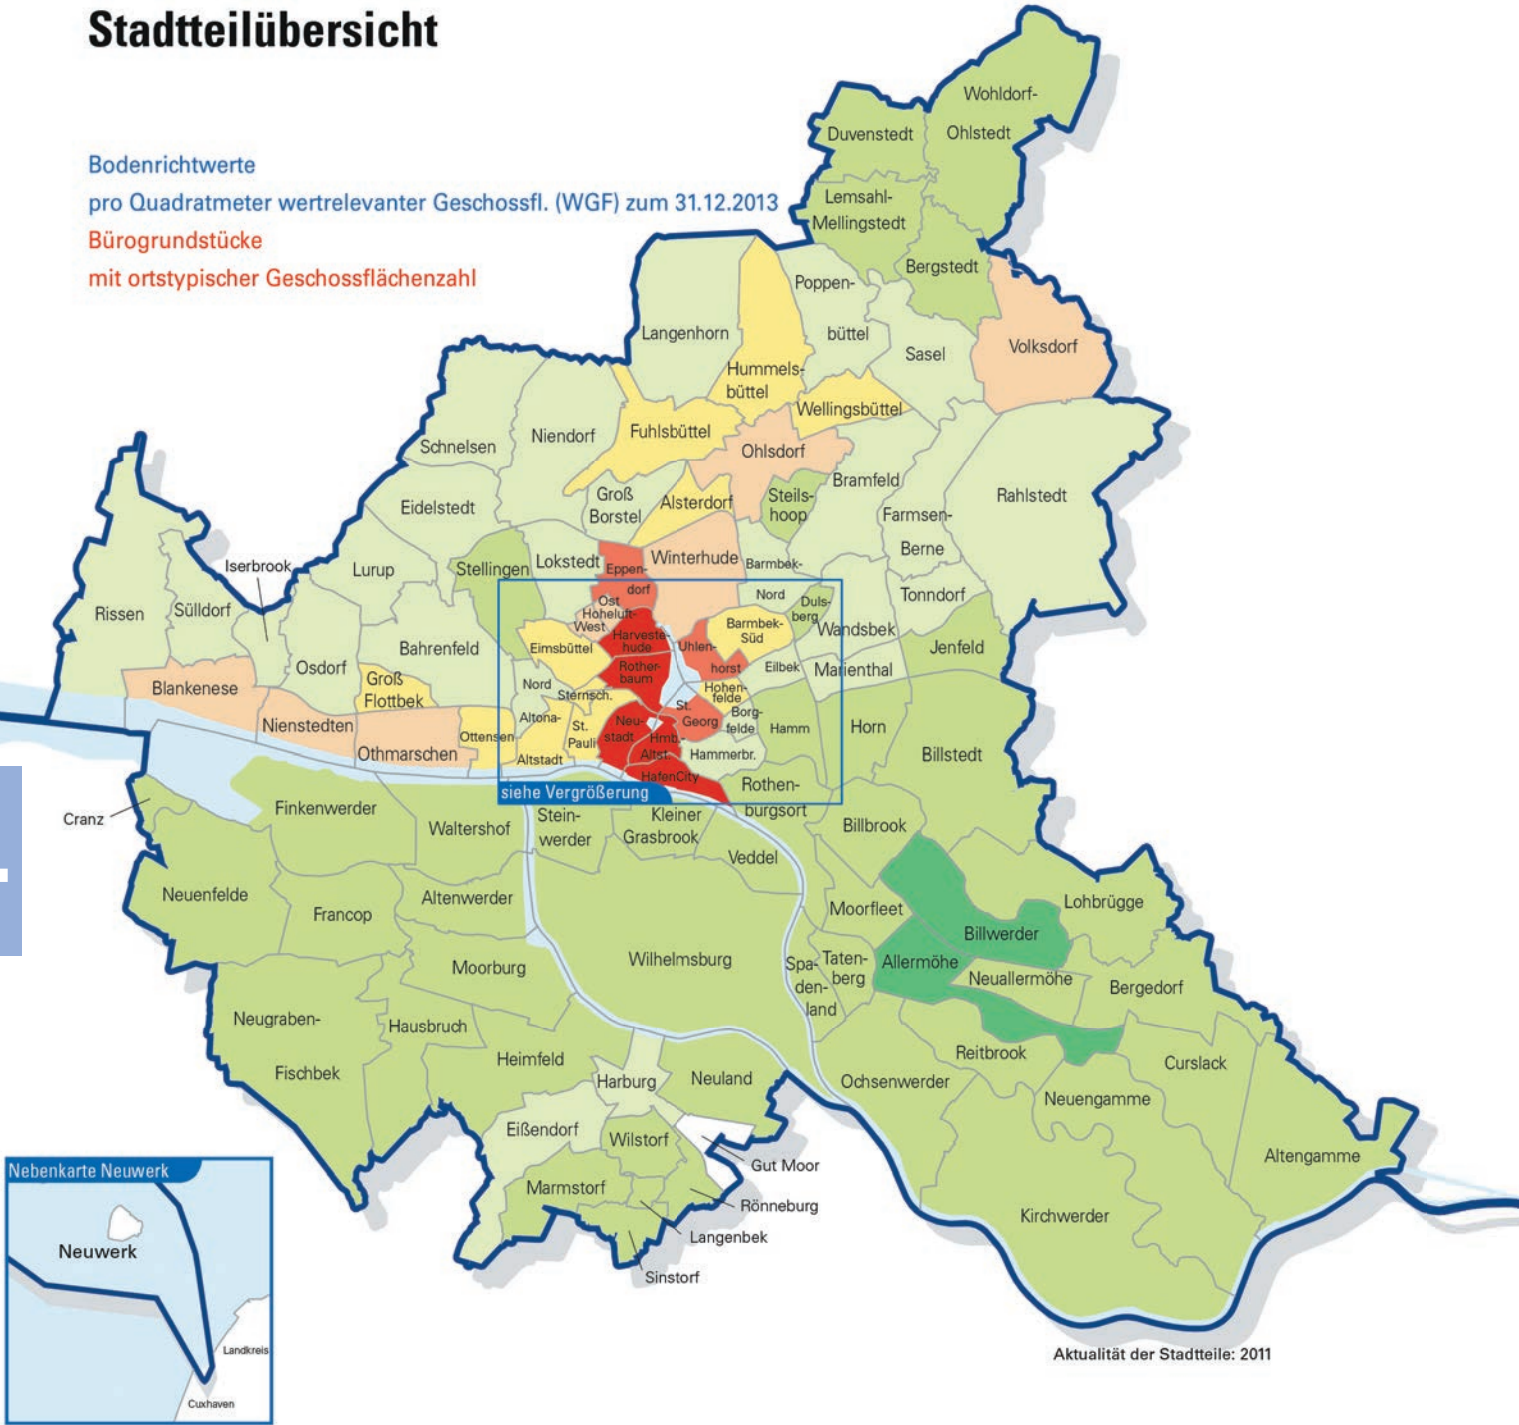 Stadtteilübersicht
Bodenrichtwerte
pro Quadratmeter wertrelevanter Geschossfl. (WGF) zum 31.12.2013
Bürogrundstücke
mit ortstypischer Geschossflächenzahl
Wohldorf-
Ohlstedt
Duvenstedt
Lemsahl-
Mellingstedt
Bergstedt
Poppen-
büttel
Langenhorn
Sasel
Volksdorf
Hummels-
büttel
Wellingsbüttel
Fuhlsbüttel
Niendorf
Schnelsen
Ohlsdorf
Bramfeld
Rahlstedt
Groß
Borstel
Alsterdorf
Steils-
hoop
Farmsen-
Berne
Eidelstedt
Lokstedt
Winterhude
Barmbek-
Nord
Stellingen
Eppen-
dorf
Lurup
Iserbrook
Rissen
Sülldorf
Ost
Hoheluft-
West
Duls-
berg
Tonndorf
Harveste-
hude
Barmbek-
Süd
Wandsbek
Eimsbüttel
Uhlen-
horst
Jenfeld
Bahrenfeld
Osdorf
Rother-
baum
Eilbek
Marienthal
Blankenese
Groß
Flottbek
Nord
Sternsch.
Hohen-
felde
Nienstedten
Othmarschen
Ottensen
Altona-
Altstadt
St.
Pauli
Neu-
stadt
St.
Georg
Borg-
felde
Hamm
Horn
Billstedt
Hmb.-
Altst.
Hammerbr.
HafenCity
Rothen-
burgsort
siehe Vergrößerung
Cranz
Finkenwerder
Waltershof
Stein-
werder
Kleiner
Grasbrook
Billbrook
Veddel
Neuenfelde
Francop
Altenwerder
Moorfleet
Lohbrügge
Billwerder
Moorburg
Wilhelmsburg
Spa-
den-
land
Taten-
berg
Allermöhe
Neuallermöhe
Bergedorf
Neugraben-
Fischbek
Hausbruch
Heimfeld
Harburg
Neuland
Reitbrook
Curslack
Ochsenwerder
Neuengamme
Eißendorf
Wilstorf
Gut Moor
Altengamme
Marmstorf
Rönneburg
Langenbek
Sinstorf
Kirchwerder
Nebenkarte Neuwerk
Neuwerk
Landkreis
Cuxhaven
Aktualität der Stadtteile: 2011